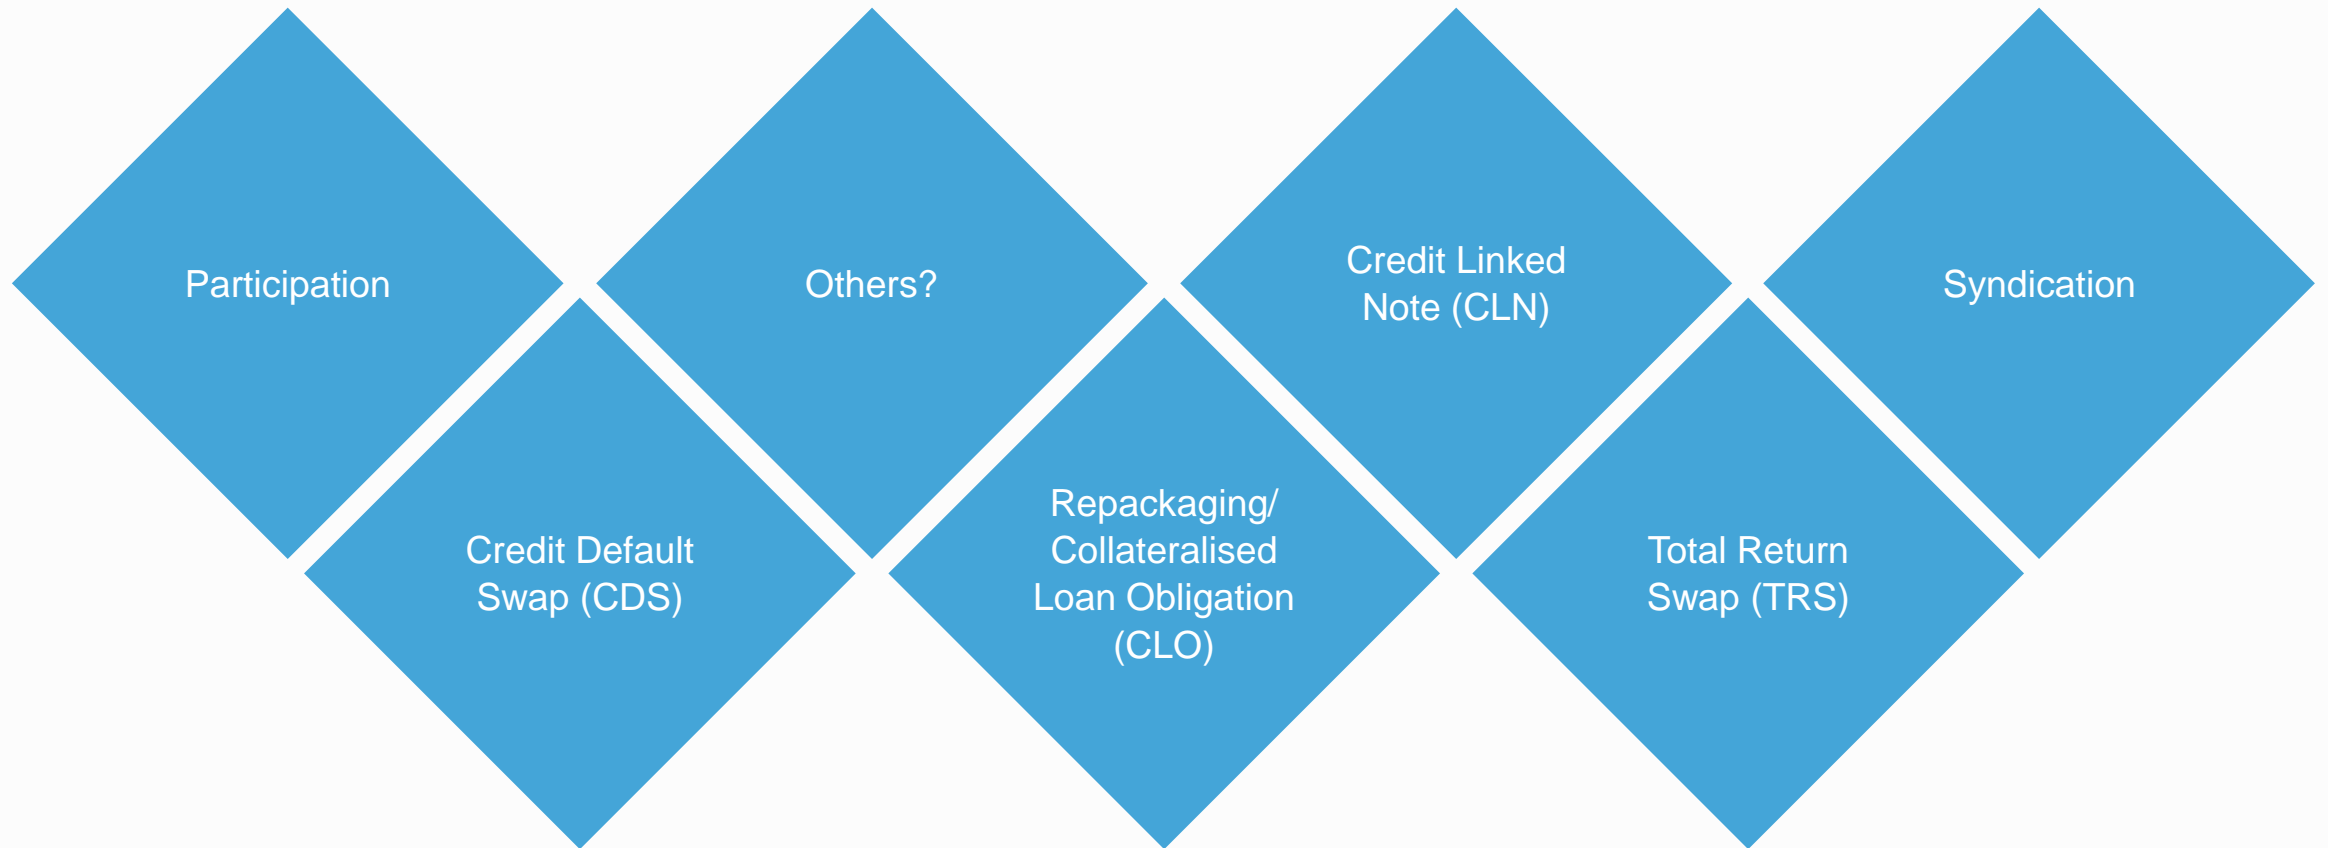 Participation
Others?
Credit Linked
Note (CLN)
Syndication
Credit Default
Swap (CDS)
Repackaging/
Collateralised
Loan Obligation
(CLO)
Total Return
Swap (TRS)